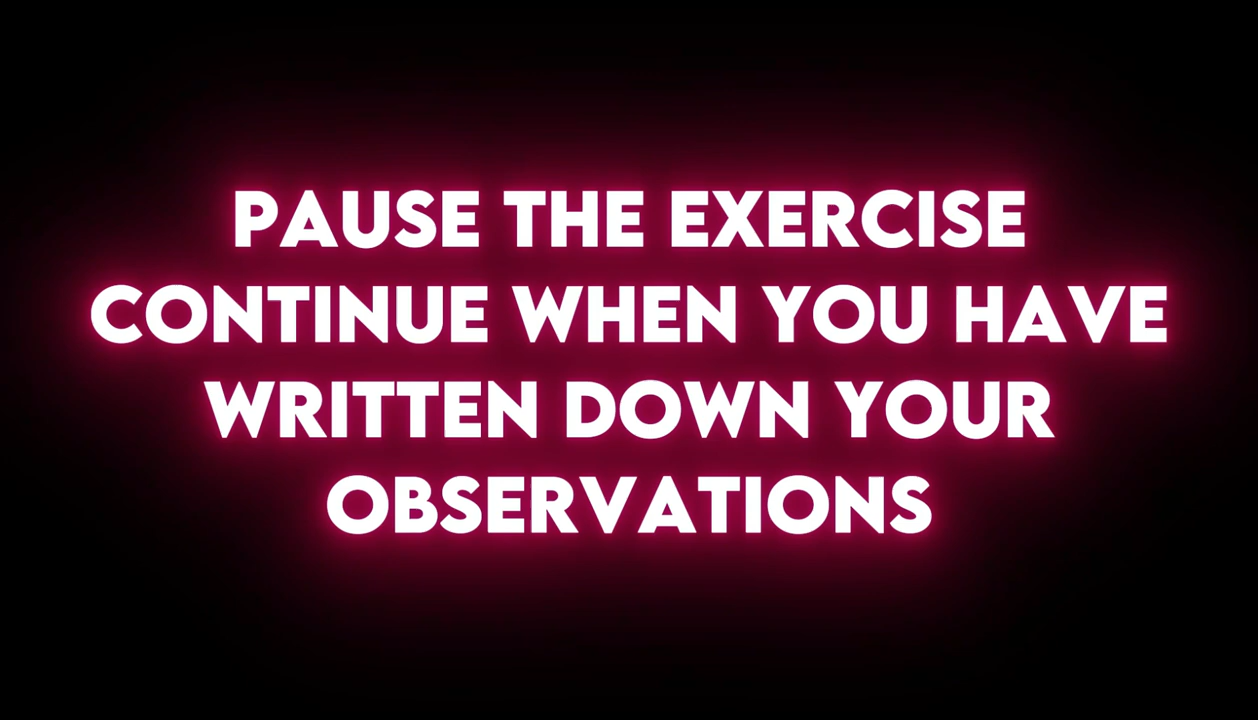 PAUSE THE EXERCISE
CONTINUE WHEN YOU HAVE
WRITTEN DOWN YOUR
OBSERVATIONS